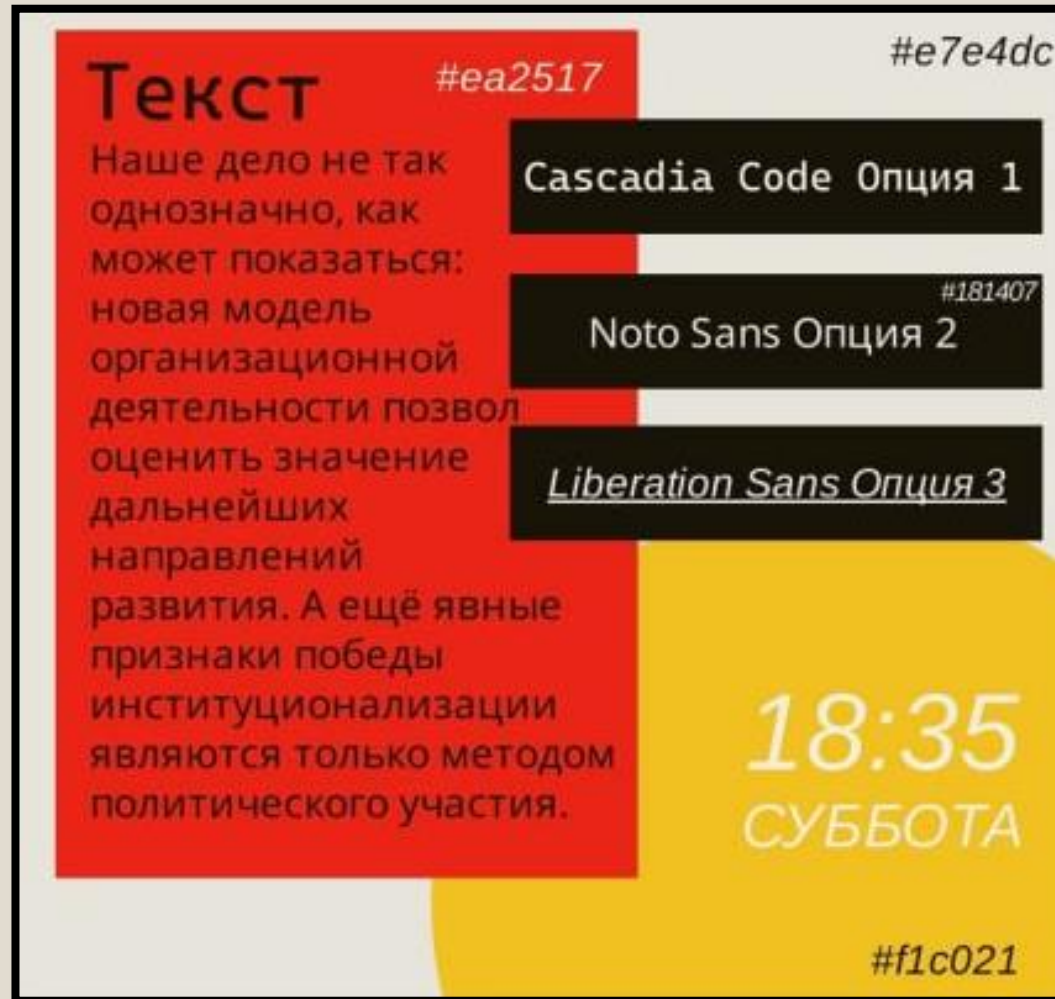 Текст
#ea2517
#e7e4dc
Наше дело не так
однозначно, как
может показаться:
новая модель
организационной
деятельности позвол
оценить значение
дальнейших
направлений
развития. А ещё явные
признаки победы
институционализации
являются только методом
политического участия.
Cascadia Code Опция 1
#181407
Noto Sans Опция 2
Liberation Sans Опция 3
18:35
СУББОТА
#f1c021